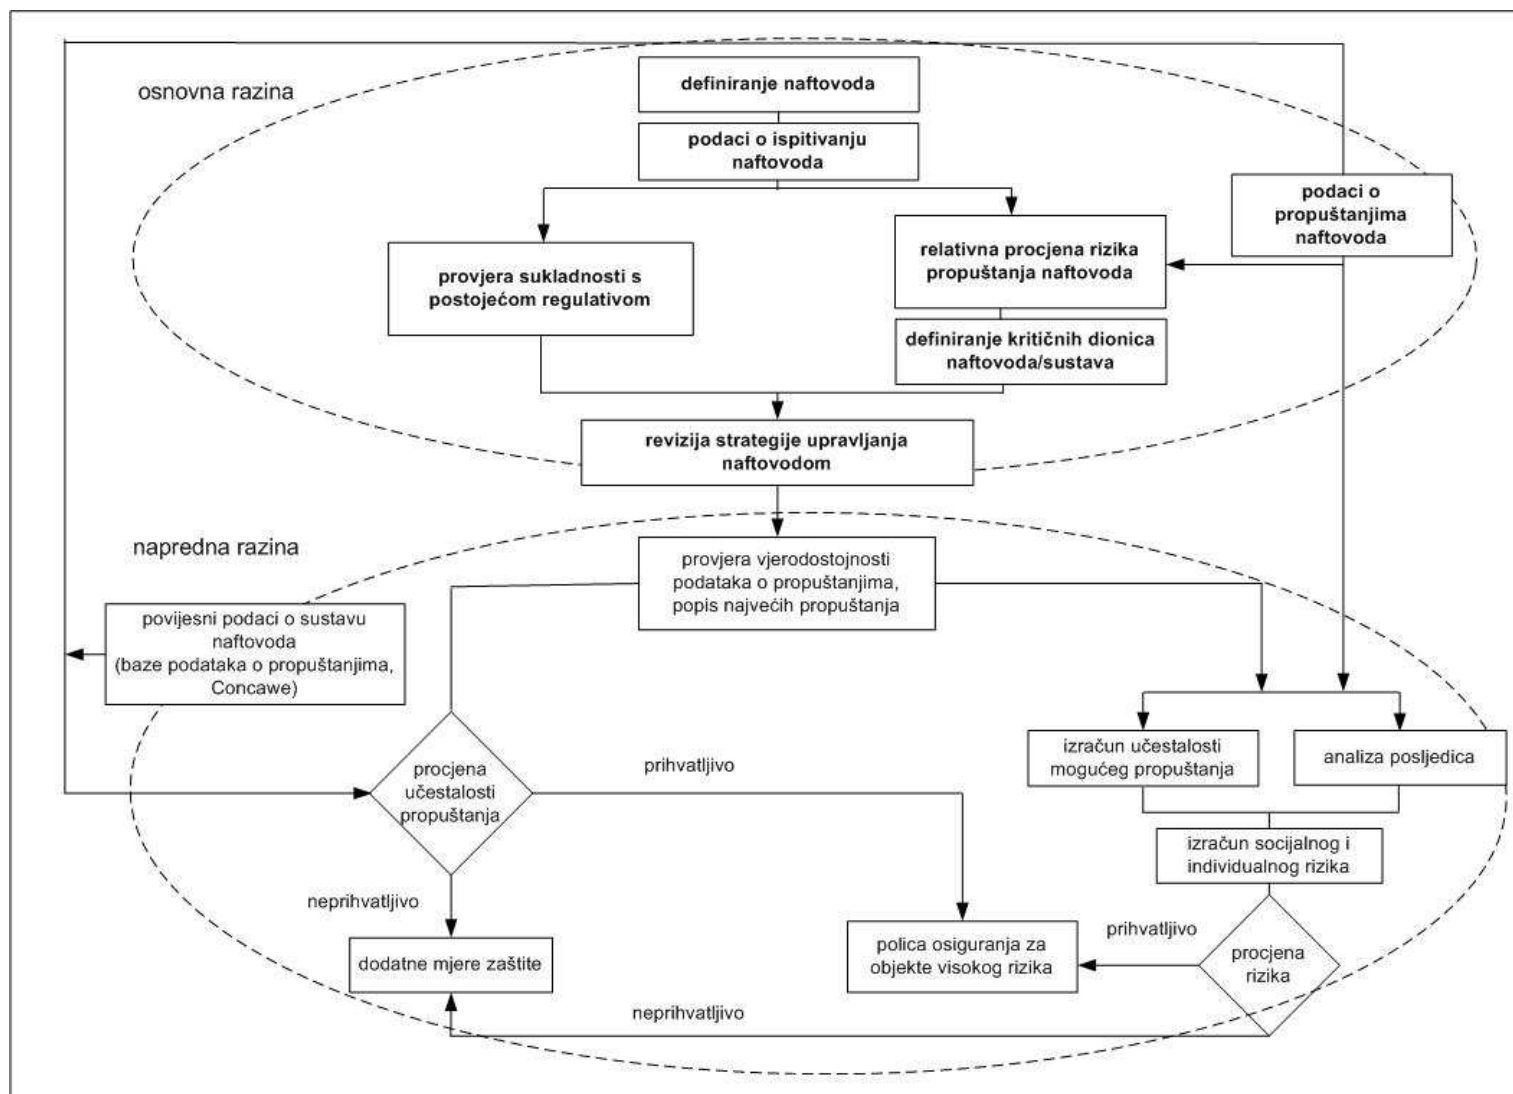 osnovna razina
definiranje naftovoda
podaci o ispitivanju
naftovoda
podaci o
propuštanjima
naftovoda
provjera sukladnosti s
postojećom regulativom
relativna procjena rizika
propuštanja naftovoda
definiranje kritičnih dionica
naftovoda/sustava
revizija strategije upravljanja
naftovodom
napredna razina
provjera vjerodostojnosti
podataka o propuštanjima,
popis najvećih propuštanja
povijesni podaci o sustavu
naftovoda
(baze podataka o propuštanjima,
Concawe)
procjena
učestalosti
propuštanja
prihvatljivo
izračun učestalosti
mogućeg propuštanja
analiza posljedica
izračun socijalnog i
individualnog rizika
neprihvatljivo
dodatne mjere zaštite
polica osiguranja za
objekte visokog rizika
prihvatljivo
procjena
rizika
neprihvatljivo